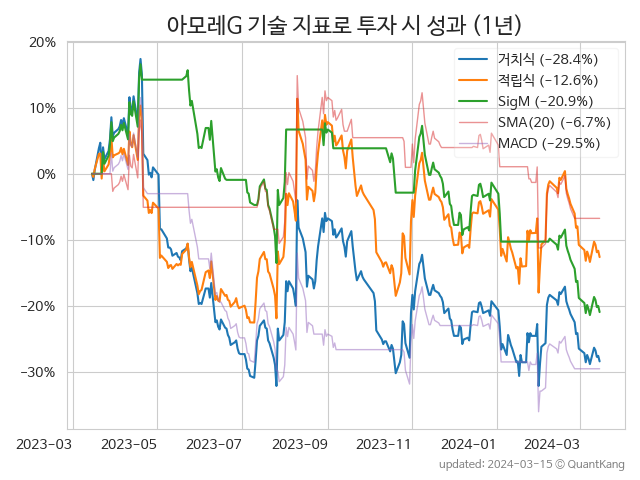 아모레G 기술 지표로 투자 시 성과 (1년)
20%
10%
0%
−10%
−20%
−30%
거치식 (−28.4%)
적립식 (−12.6%)
SigM (−20.9%)
SMA(20) (−6.7%)
MACD (−29.5%)
2023−03 2023−05 2023−07 2023−09 2023−11 2024−01 2024−03
updated: 2024−03−15 ⓒ QuantKang